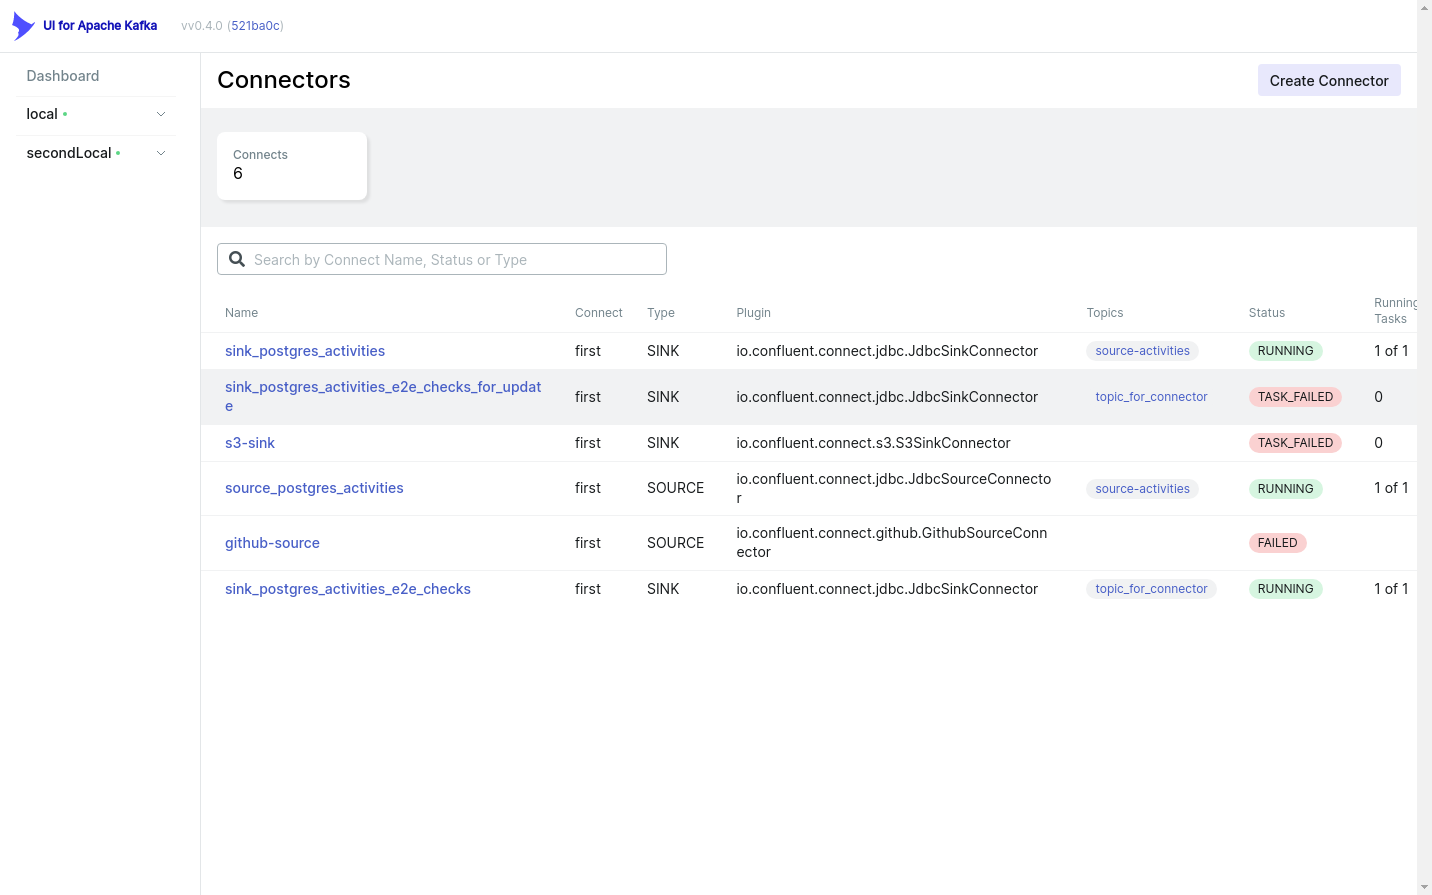 UI for Apache Kafka
vv0.4.0 (521ba0c)
Dashboard
local
secondLocal
Connectors
Create Connector
Connects
6
Search by Connect Name, Status or Type
Name Connect Type Plugin Topics Status Running
Tasks
sink_postgres_activities first SINK io.confluent.connect.jdbc.JdbcSinkConnector source-activities RUNNING 1 of 1
sink_postgres_activities_e2e_checks_for_updat
e first SINK io.confluent.connect.jdbc.JdbcSinkConnector topic_for_connector TASK_FAILED 0
s3-sink first SINK io.confluent.connect.s3.S3SinkConnector TASK_FAILED 0
source_postgres_activities first SOURCE io.confluent.connect.jdbc.JdbcSourceConnecto
r source-activities RUNNING 1 of 1
github-source first SOURCE io.confluent.connect.github.GithubSourceConn
ector FAILED
sink_postgres_activities_e2e_checks first SINK io.confluent.connect.jdbc.JdbcSinkConnector topic_for_connector RUNNING 1 of 1